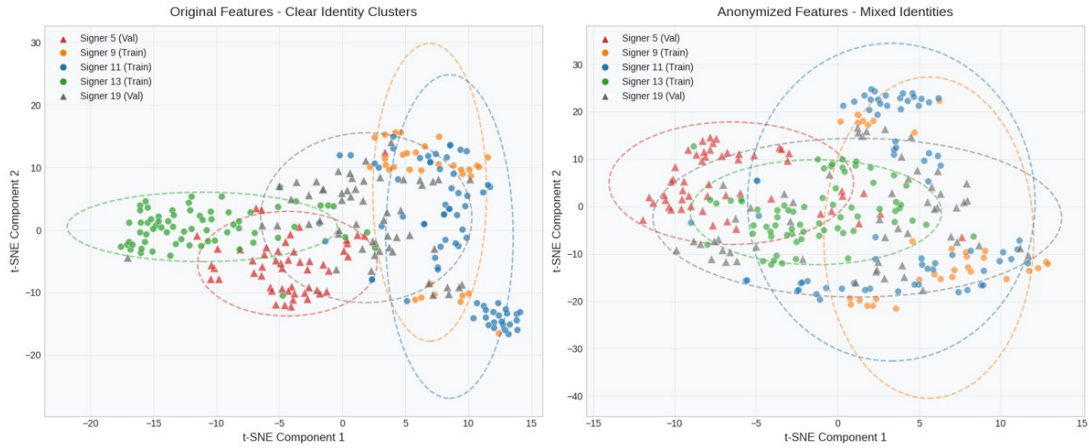 Original Features - Clear Identity Clusters
Signer 5 (Val)
Signer 9 (Train)
Signer 11 (Train)
Signer 13 (Train)
Signer 19 (Val)
t-SNE Component 2
30
20
10
0
−10
−20
−20
−15
−10
−5
0
5
10
15
t-SNE Component 1
Anonymized Features - Mixed Identities
Signer 5 (Val)
Signer 9 (Train)
Signer 11 (Train)
Signer 13 (Train)
Signer 19 (Val)
t-SNE Component 2
30
20
10
0
−10
−20
−30
−40
−15
−10
−5
0
5
10
15
t-SNE Component 1